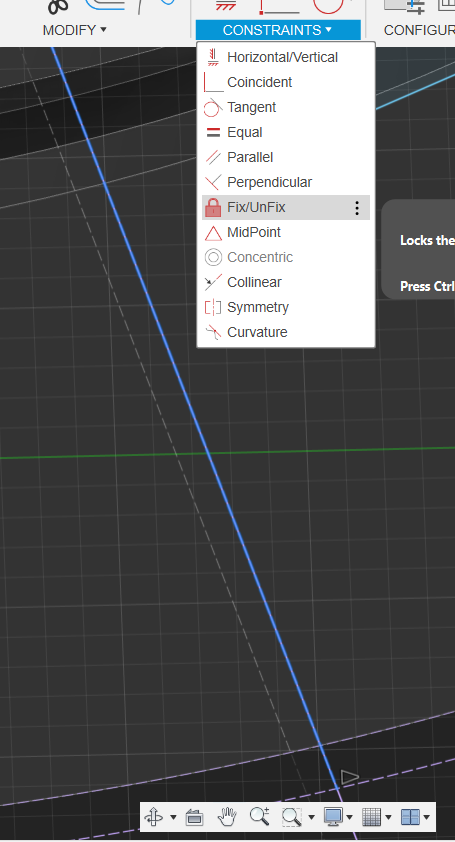 MODIFY
CONSTRAINTS
CONFIGUR
Horizontal/Vertical
Coincident
Tangent
Equal
Parallel
Perpendicular
Fix/UnFix
MidPoint
Concentric
Collinear
Symmetry
Curvature
Locks the
Press Ctrl